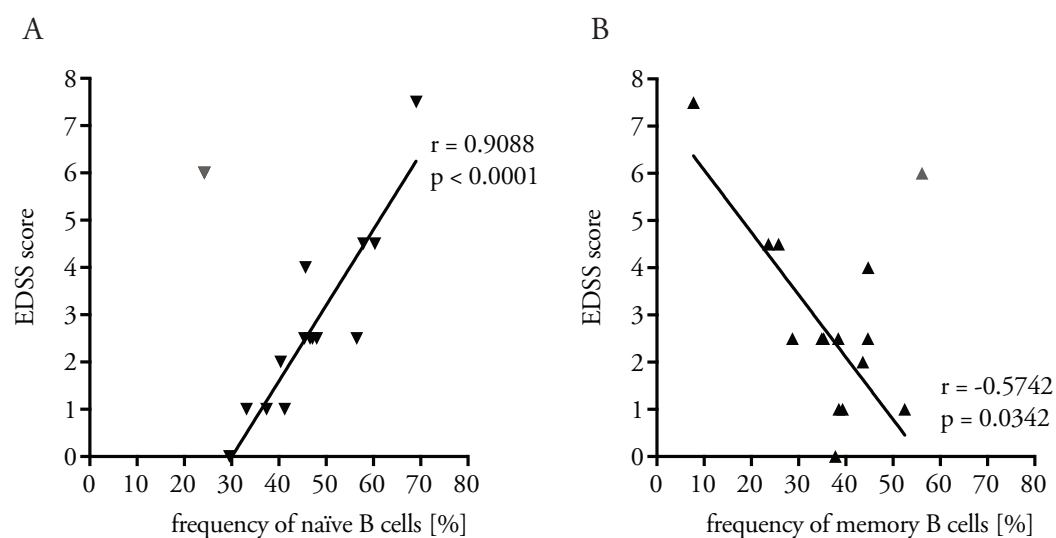 A
EDSS score
8
7
6
5
4
3
2
1
0
r = 0.9088
p < 0.0001
0 10 20 30 40 50 60 70 80
frequency of naïve B cells [%]
B
EDSS score
8
7
6
5
4
3
2
1
0
r = -0.5742
p = 0.0342
0 10 20 30 40 50 60 70 80
frequency of memory B cells [%]